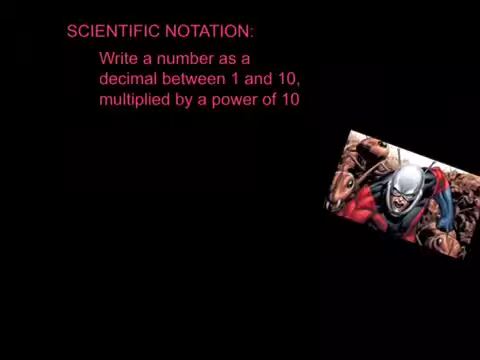 SCIENTIFIC NOTATION:
Write a number as a
decimal between 1 and 10,
multiplied by a power of 10